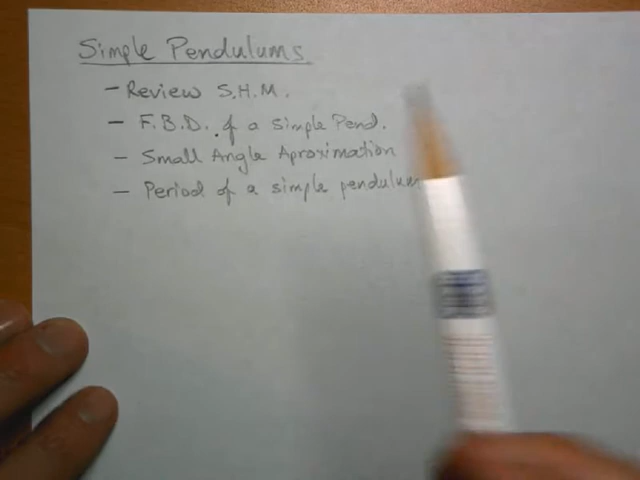 Simple Pendulums
- Review S.H.M.
- F.B.D. of a simple Pend.
- Small Angle Aproximation
- Period of a simple pendulum